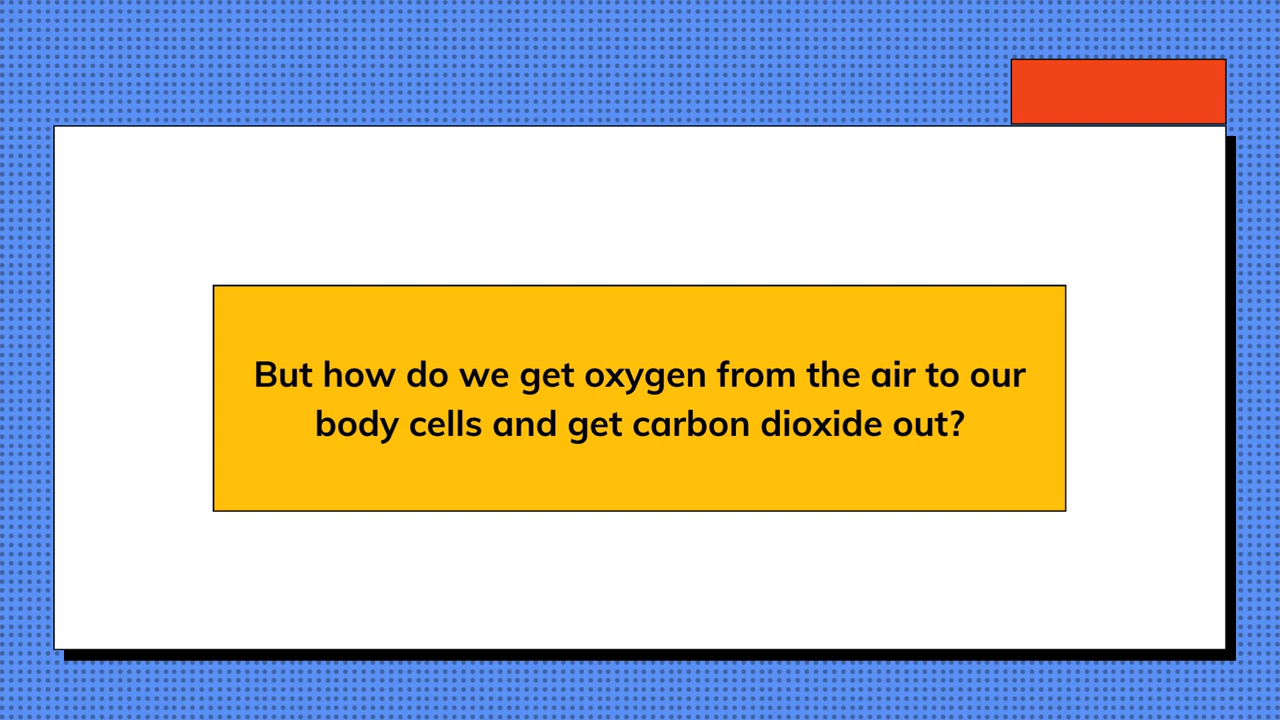 But how do we get oxygen from the air to our
body cells and get carbon dioxide out?